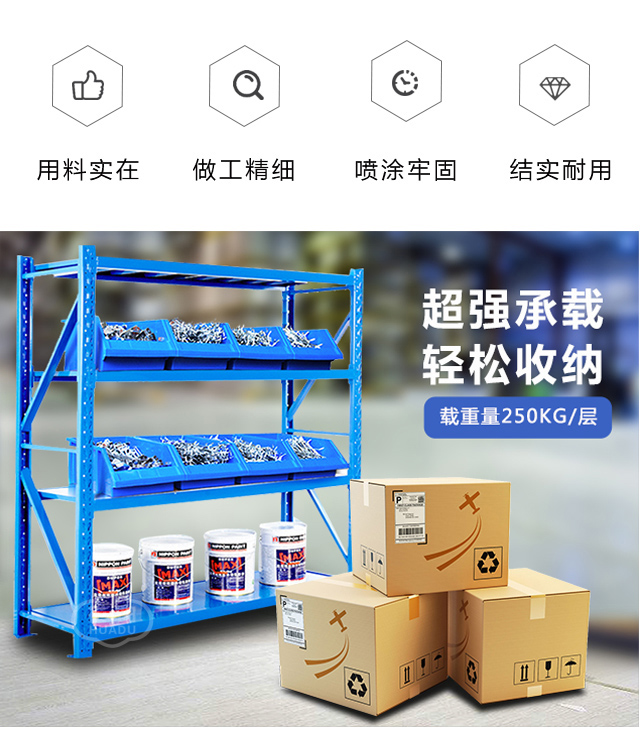 用料实在
做工精细
喷涂牢固
结实耐用
超强承载
轻松收纳
载重量250KG/层
NIPPON PAINT
MAX
NIPPON PAINT
MAX
NIPPON PAINT
MAX
NIPPON PAINT
MAX
HUADU
P
P